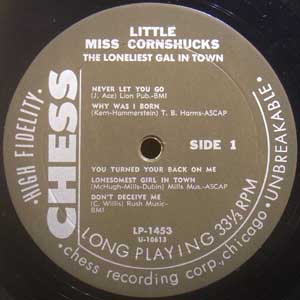 LITTLE
MISS CORNSHUCKS
THE LONELIEST GAL IN TOWN
NEVER LET YOU GO
(J. Ace) Lion Pub.-BMI
WHY WAS I BORN
(Kern-Hammerstein) T. B. Harms-ASCAP
SIDE 1
YOU TURNED YOUR BACK ON ME
LONESOMEST GIRL IN TOWN
(McHugh-Mills-Dubin) Mills Mus.-ASCAP
DON'T DECEIVE ME
(C. Willis) Rush Music-
BMI
LP-1453
U-10613
CHESS
·HIGH FIDELITY·
LONG PLAYING 33⅓ RPM
·UNBREAKABLE·
chess recording corp., chicago